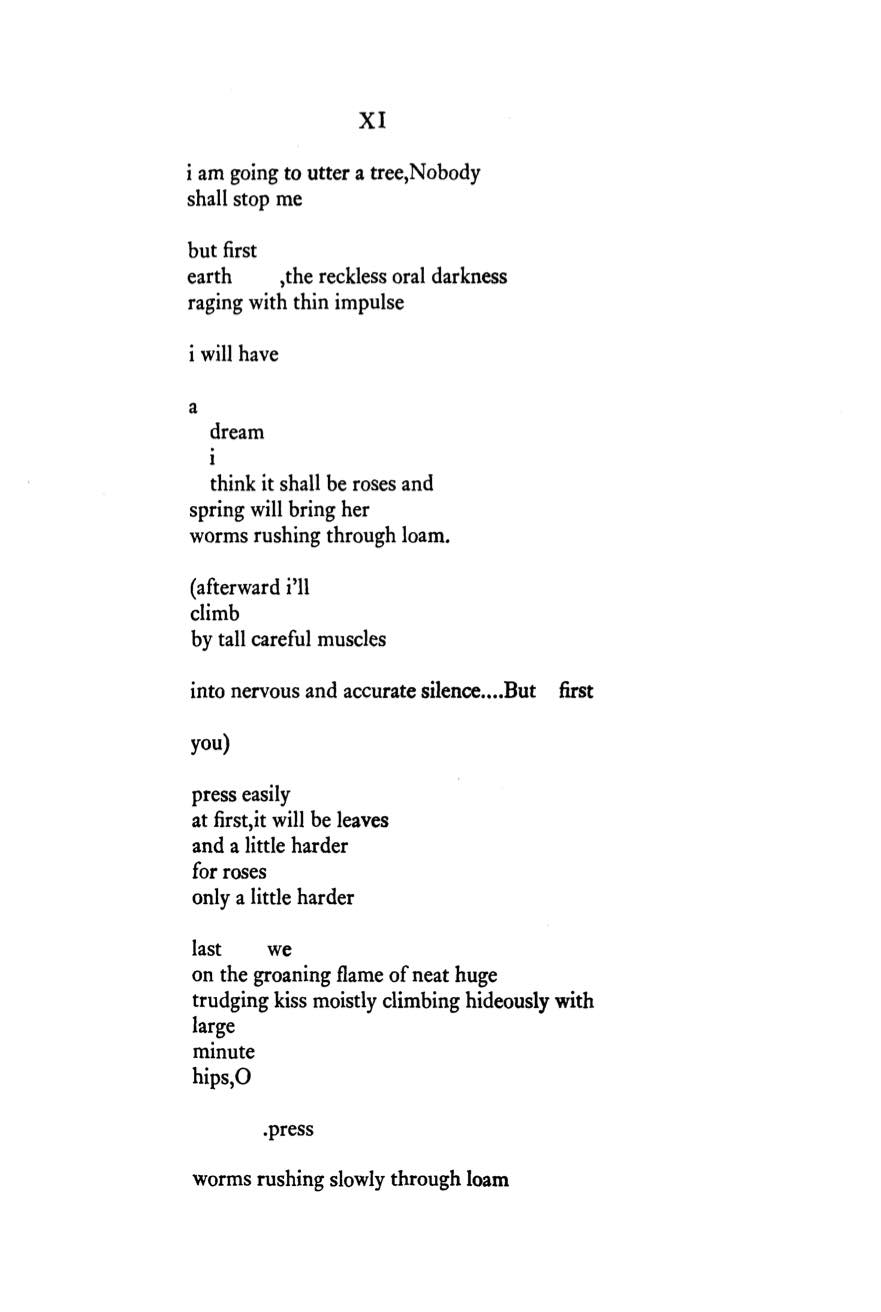 XI
i am going to utter a tree,Nobody
shall stop me
but first
earth ,the reckless oral darkness
raging with thin impulse
i will have
a
dream
i
think it shall be roses and
spring will bring her
worms rushing through loam.
(afterward i'll
climb
by tall careful muscles
into nervous and accurate silence....But first
you)
press easily
at first,it will be leaves
and a little harder
for roses
only a little harder
last we
on the groaning flame of neat huge
trudging kiss moistly climbing hideously with
large
minute
hips,O
.press
worms rushing slowly through loam